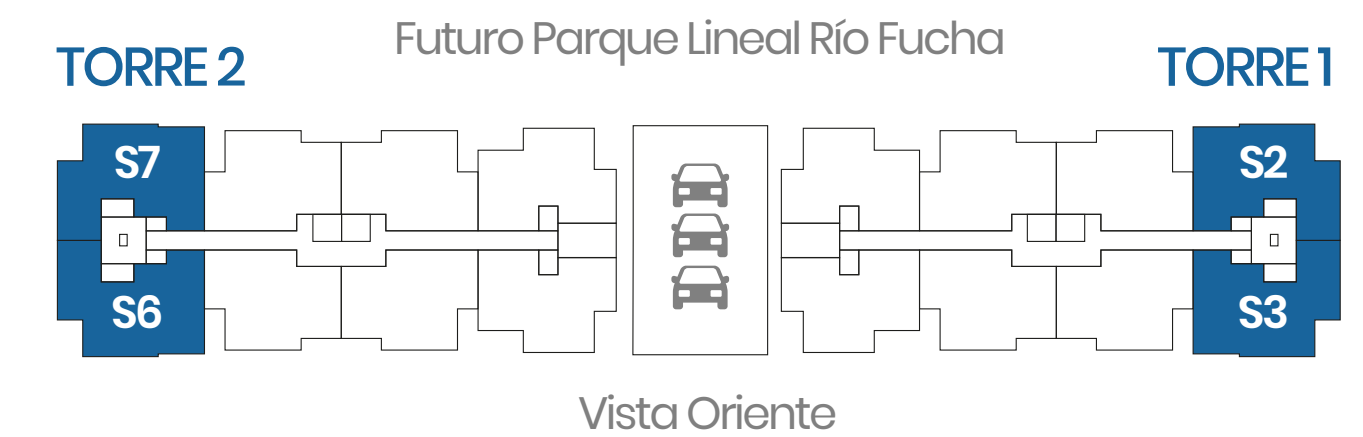 Futuro Parque Lineal Río Fucha
TORRE 2
TORRE 1
S7
S2
S6
S3
Vista Oriente